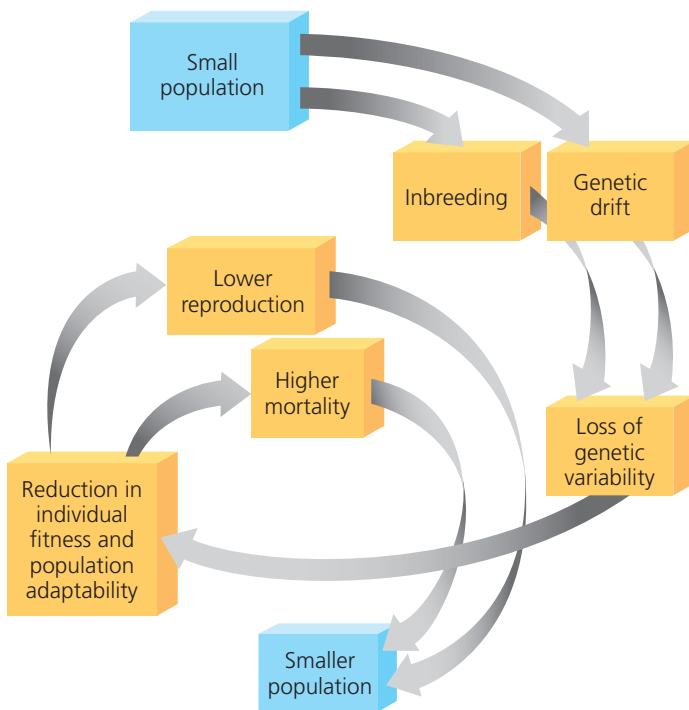 Small
population
Inbreeding
Genetic
drift
Lower
reproduction
Higher
mortality
Loss of
genetic
variability
Reduction in
individual
fitness and
population
adaptability
Smaller
population